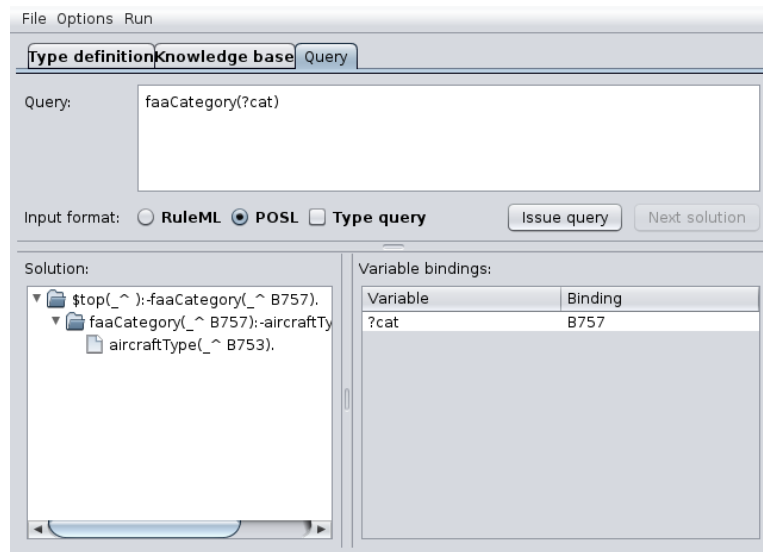 File Options Run
Type definition Knowledge base Query
Query: faaCategory(?cat)
Input format: RuleML POSL Type query Issue query Next solution
Solution:
$top(_^ ):-faaCategory(_^ B757).
faaCategory(_^ B757):-aircraftTy
aircraftType(_^ B753).
Variable bindings:
Variable Binding
?cat B757